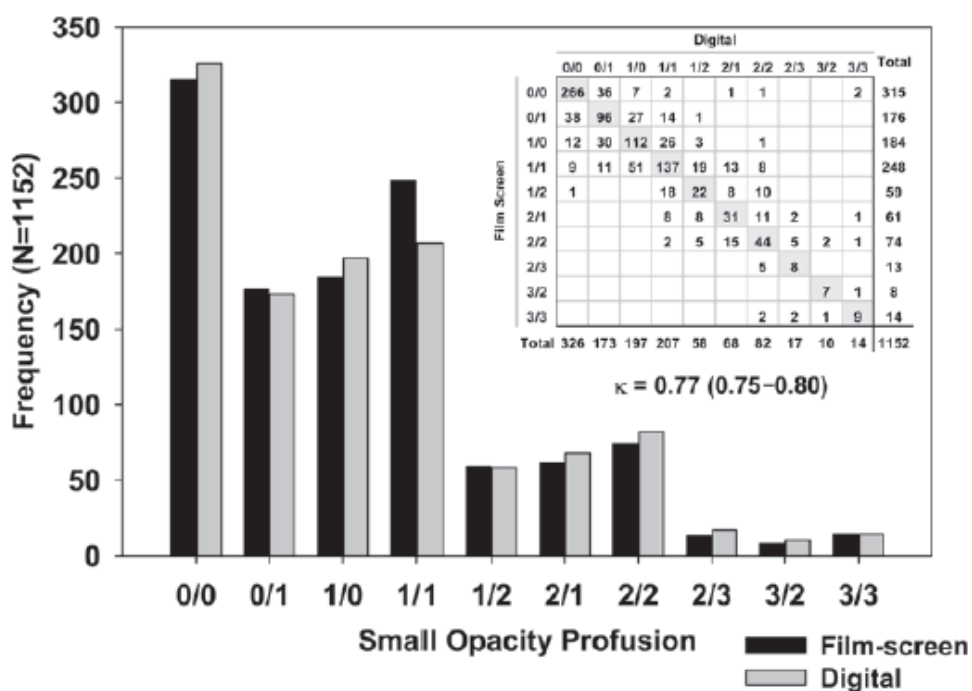 350
300
250
200
150
100
50
0
Frequency (N=1152)
Digital
0/0 0/1 1/0 1/1 1/2 2/1 2/2 2/3 3/2 3/3 Total
Film Screen
0/0 266 36 7 2 1 1 2 315
0/1 38 96 27 14 1 176
1/0 12 30 112 26 3 1 184
1/1 9 11 51 137 19 13 8 248
1/2 1 18 22 8 10 59
2/1 8 8 31 11 2 1 61
2/2 2 5 15 44 5 2 1 74
2/3 5 8 13
3/2 7 1 8
3/3 2 2 1 9 14
Total 326 173 197 207 58 68 82 17 10 14 1152
κ = 0.77 (0.75–0.80)
0/0 0/1 1/0 1/1 1/2 2/1 2/2 2/3 3/2 3/3
Small Opacity Profusion
Film-screen
Digital